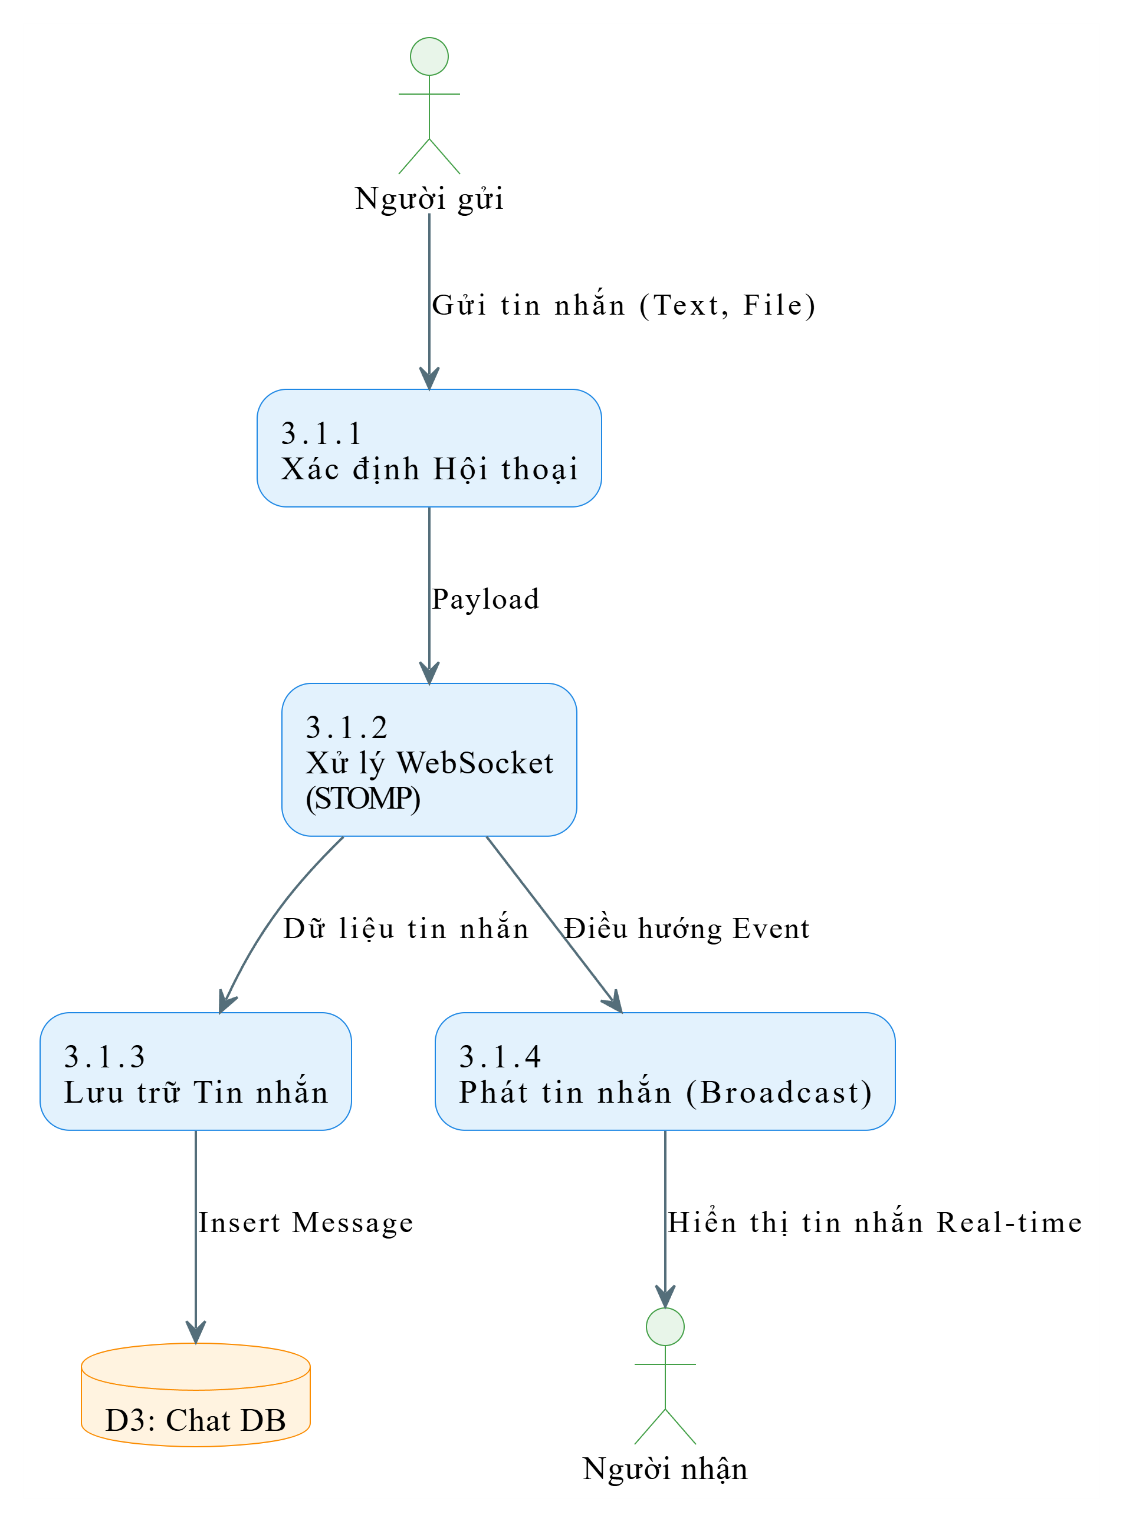 Người gửi
Gửi tin nhắn (Text, File)
3.1.1
Xác định Hội thoại
Payload
3.1.2
Xử lý WebSocket
(STOMP)
Dữ liệu tin nhắn
Điều hướng Event
3.1.3
Lưu trữ Tin nhắn
3.1.4
Phát tin nhắn (Broadcast)
Insert Message
Hiển thị tin nhắn Real-time
D3: Chat DB
Người nhận